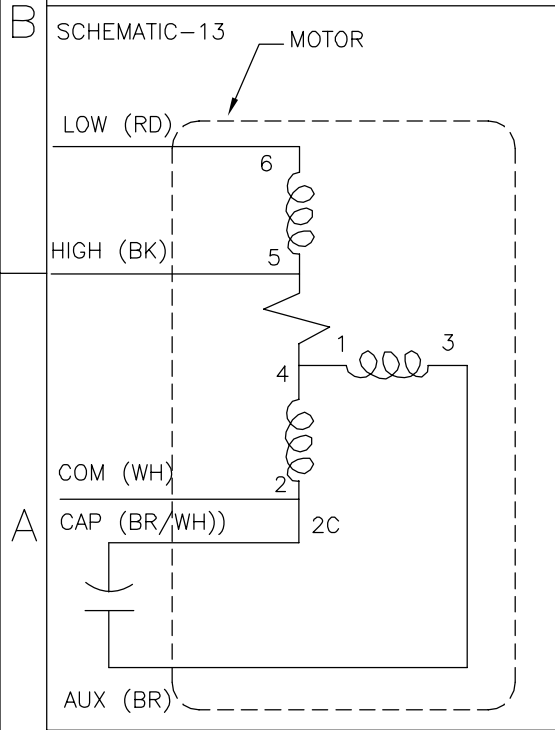 B
SCHEMATIC-13
MOTOR
LOW (RD)
6
HIGH (BK)
5
1
3
4
COM (WH)
2
A
CAP (BR/WH))
2C
AUX (BR)